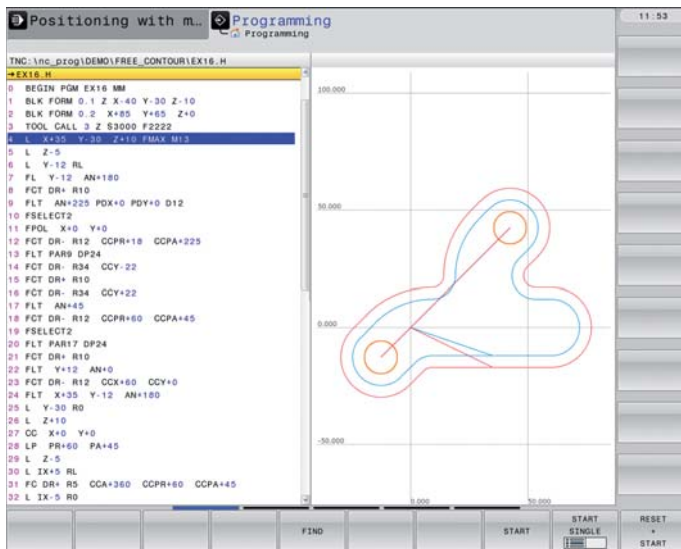 Positioning with m…
Programming
Programming
11:53
TNC:\nc_prog\DEMO\FREE_CONTOUR\EX16.H
→EX16.H
0 BEGIN PGM EX16 MM
1 BLK FORM 0.1 Z X-40 Y-30 Z-10
2 BLK FORM 0.2 X+85 Y+65 Z+0
3 TOOL CALL 3 Z S3000 F2222
4 L X+35 Y-30 Z+10 FMAX M13
5 L Z-5
6 L Y-12 RL
7 FL Y-12 AN+180
8 FCT DR+ R10
9 FLT AN+225 PDX+0 PDY+0 D12
10 FSELECT2
11 FPOL X+0 Y+0
12 FCT DR- R12 CCPR+18 CCPA+225
13 FLT PAR9 DP24
14 FCT DR- R34 CCY-22
15 FCT DR+ R10
16 FCT DR- R34 CCY+22
17 FLT AN+45
18 FCT DR- R12 CCPR+60 CCPA+45
19 FSELECT2
20 FLT PAR17 DP24
21 FCT DR+ R10
22 FLT Y+12 AN+0
23 FCT DR- R12 CCX+60 CCY+0
24 FLT X+35 Y-12 AN+180
25 L Y-30 R0
26 L Z+10
27 CC X+0 Y+0
28 LP PR+60 PA+45
29 L Z-5
30 L IX+5 RL
31 FC DR+ R5 CCA+360 CCPR+60 CCPA+45
32 L IX-5 R0
100.000
50.000
0.000
-50.000
0.000
50.000
FIND
START
START SINGLE
RESET + START